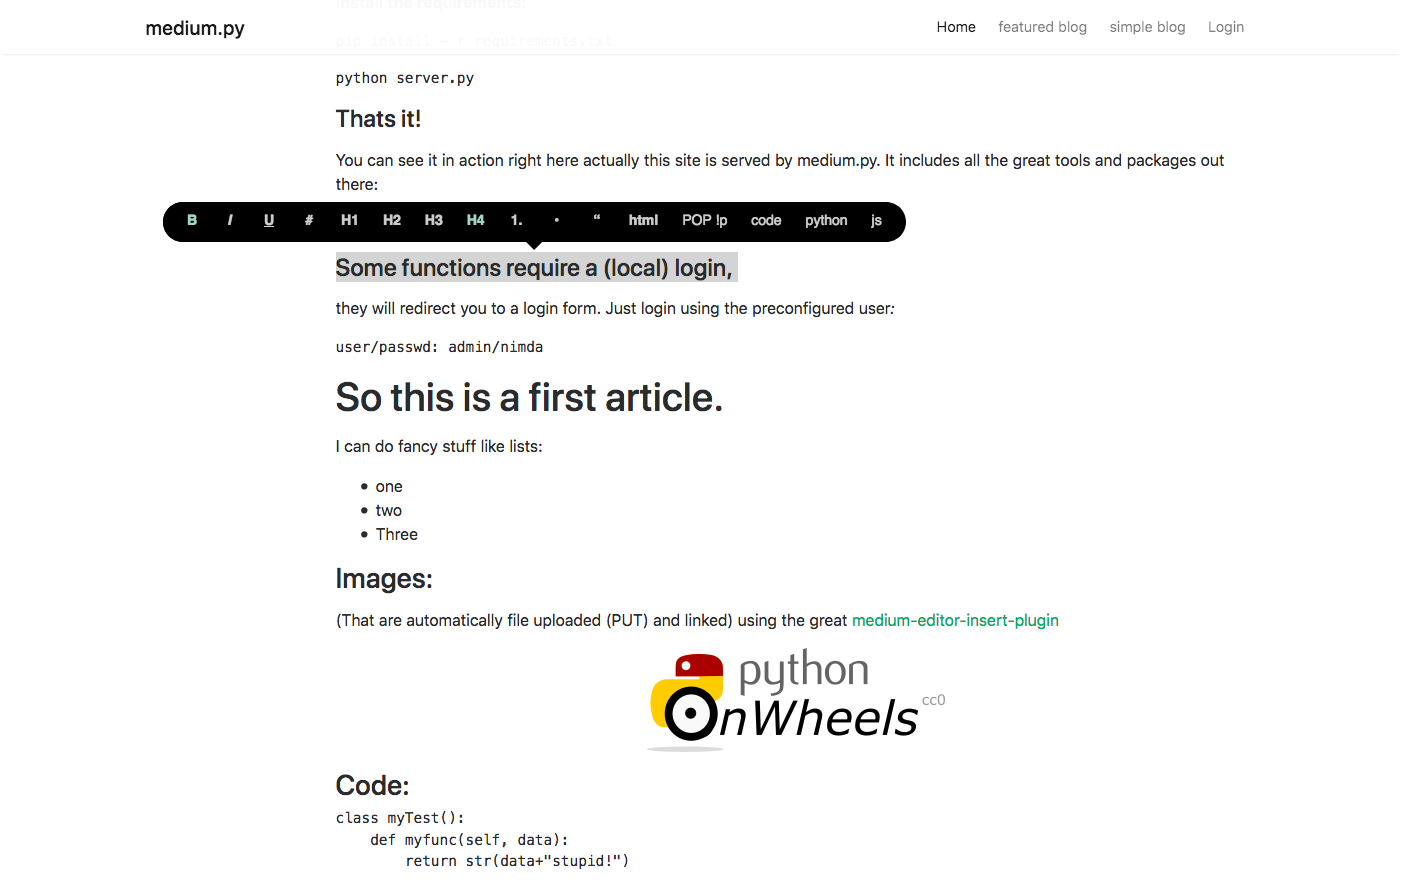 Install the requirements:
medium.py
Home
featured blog
simple blog
Login
pip install - r requirements.txt
python server.py
Thats it!
You can see it in action right here actually this site is served by medium.py. It includes all the great tools and packages out
there:
B I U # H1 H2 H3 H4 1. • “ html POP !p code python js
Some functions require a (local) login,
they will redirect you to a login form. Just login using the preconfigured user:
user/passwd: admin/nimda
So this is a first article.
I can do fancy stuff like lists:
• one
• two
• Three
Images:
(That are automatically file uploaded (PUT) and linked) using the great medium-editor-insert-plugin
python
OnWheels cc0
Code:
class myTest():
    def myfunc(self, data):
        return str(data+"stupid!")